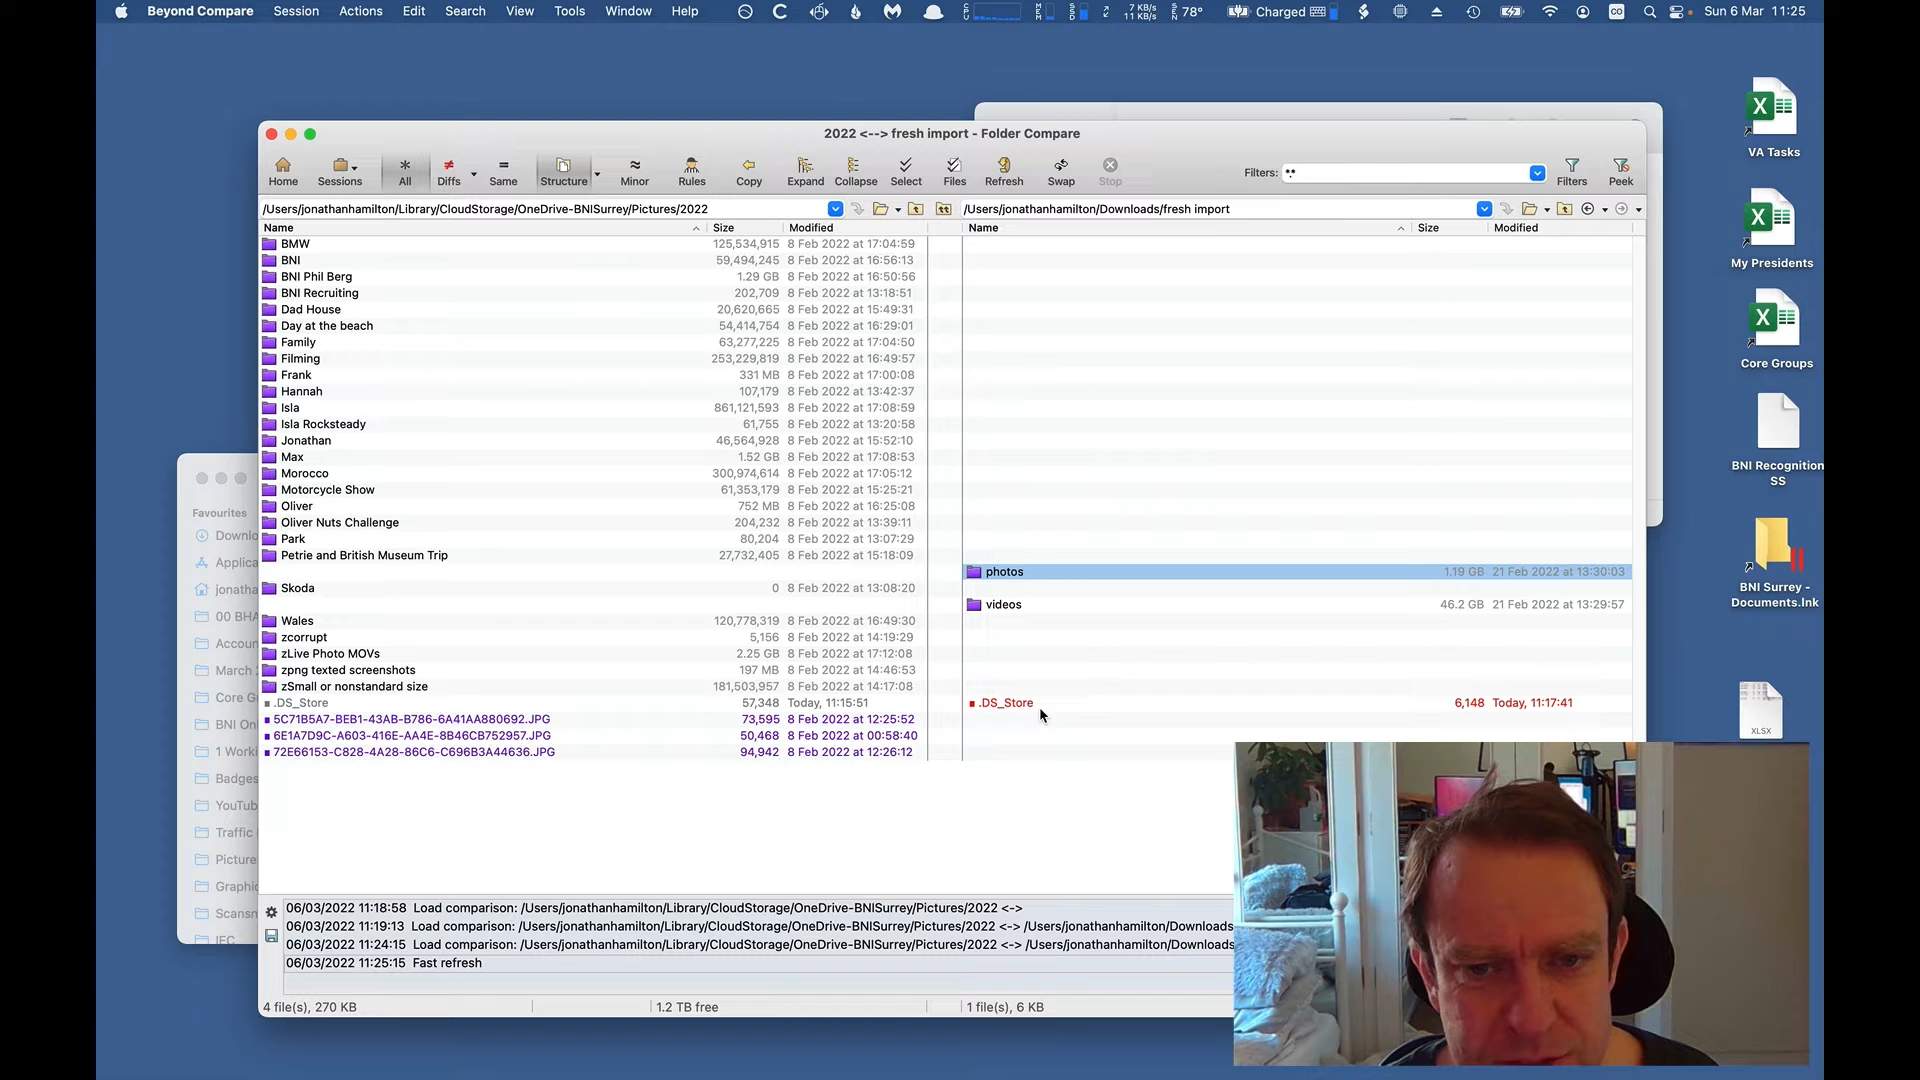 Beyond Compare Session Actions Edit Search View Tools Window Help 7 KB/s 11 KB/s 78° Charged Sun 6 Mar 11:25
2022 <--> fresh import - Folder Compare
Home Sessions All Diffs Same Structure Minor Rules Copy Expand Collapse Select Files Refresh Swap Stop Filters: *.* Filters Peek
/Users/jonathanhamilton/Library/CloudStorage/OneDrive-BNISurrey/Pictures/2022 /Users/jonathanhamilton/Downloads/fresh import
Name Size Modified Name Size Modified
BMW 125,534,915 8 Feb 2022 at 17:04:59
BNI 59,494,245 8 Feb 2022 at 16:56:13
BNI Phil Berg 1.29 GB 8 Feb 2022 at 16:50:56
BNI Recruiting 202,709 8 Feb 2022 at 13:18:51
Dad House 20,620,665 8 Feb 2022 at 15:49:31
Day at the beach 54,414,754 8 Feb 2022 at 16:29:01
Family 63,277,225 8 Feb 2022 at 17:04:50
Filming 253,229,819 8 Feb 2022 at 16:49:57
Frank 331 MB 8 Feb 2022 at 17:00:08
Hannah 107,179 8 Feb 2022 at 13:42:37
Isla 861,121,593 8 Feb 2022 at 17:08:59
Isla Rocksteady 61,755 8 Feb 2022 at 13:20:58
Jonathan 46,564,928 8 Feb 2022 at 15:52:10
Max 1.52 GB 8 Feb 2022 at 17:08:53
Morocco 300,974,614 8 Feb 2022 at 17:05:12
Motorcycle Show 61,353,179 8 Feb 2022 at 15:25:21
Oliver 752 MB 8 Feb 2022 at 16:25:08
Oliver Nuts Challenge 204,232 8 Feb 2022 at 13:39:11
Park 80,204 8 Feb 2022 at 13:07:29
Petrie and British Museum Trip 27,732,405 8 Feb 2022 at 15:18:09
photos 1.19 GB 21 Feb 2022 at 13:30:03
Skoda 0 8 Feb 2022 at 13:08:20
videos 46.2 GB 21 Feb 2022 at 13:29:57
Wales 120,778,319 8 Feb 2022 at 16:49:30
zcorrupt 5,156 8 Feb 2022 at 14:19:29
zLive Photo MOVs 2.25 GB 8 Feb 2022 at 17:12:08
zpng texted screenshots 197 MB 8 Feb 2022 at 14:46:53
zSmall or nonstandard size 181,503,957 8 Feb 2022 at 14:17:08
.DS_Store 57,348 Today, 11:15:51 .DS_Store 6,148 Today, 11:17:41
5C71B5A7-BEB1-43AB-B786-6A41AA880692.JPG 73,595 8 Feb 2022 at 12:25:52
6E1A7D9C-A603-416E-AA4E-8B46CB752957.JPG 50,468 8 Feb 2022 at 00:58:40
72E66153-C828-4A28-86C6-C696B3A44636.JPG 94,942 8 Feb 2022 at 12:26:12
06/03/2022 11:18:58 Load comparison: /Users/jonathanhamilton/Library/CloudStorage/OneDrive-BNISurrey/Pictures/2022 <->
06/03/2022 11:19:13 Load comparison: /Users/jonathanhamilton/Library/CloudStorage/OneDrive-BNISurrey/Pictures/2022 <-> /Users/jonathanhamilton/Downloads
06/03/2022 11:24:15 Load comparison: /Users/jonathanhamilton/Library/CloudStorage/OneDrive-BNISurrey/Pictures/2022 <-> /Users/jonathanhamilton/Downloads
06/03/2022 11:25:15 Fast refresh
4 file(s), 270 KB 1.2 TB free 1 file(s), 6 KB
Favourites
Downlo
Applica
jonatha
00 BHA
Accour
March 2
Core G
BNI On
1 Worki
Badges
YouTub
Traffic
Picture
Graphic
Scansn
IFC
VA Tasks
My Presidents
Core Groups
BNI Recognition
SS
BNI Surrey -
Documents.lnk
XLSX